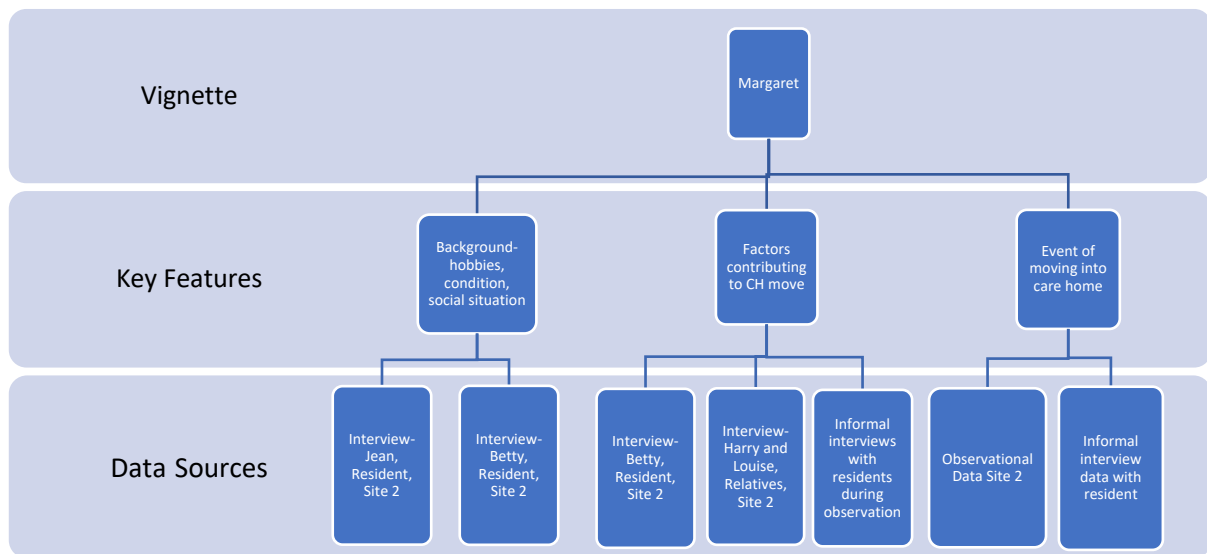 Vignette
Margaret
Key Features
Background-
hobbies,
condition,
social situation
Factors
contributing
to CH move
Event of
moving into
care home
Data Sources
Interview-
Jean,
Resident,
Site 2
Interview-
Betty,
Resident,
Site 2
Interview-
Betty,
Resident,
Site 2
Interview-
Harry and
Louise,
Relatives,
Site 2
Informal
interviews
with
residents
during
observation
Observational
Data Site 2
Informal
interview
data with
resident